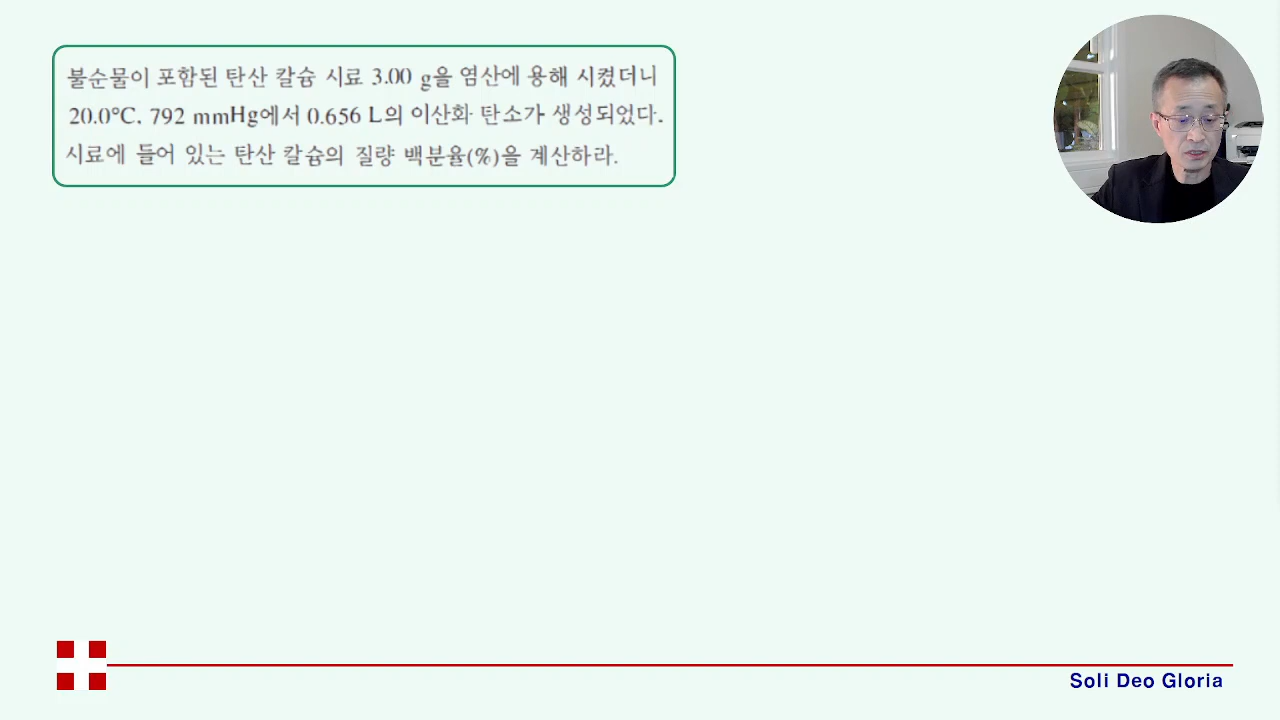 불순물이 포함된 탄산 칼슘 시료 3.00 g을 염산에 용해 시켰더니
20.0°C, 792 mmHg에서 0.656 L의 이산화 탄소가 생성되었다.
시료에 들어 있는 탄산 칼슘의 질량 백분율(%)을 계산하라.
Soli Deo Gloria